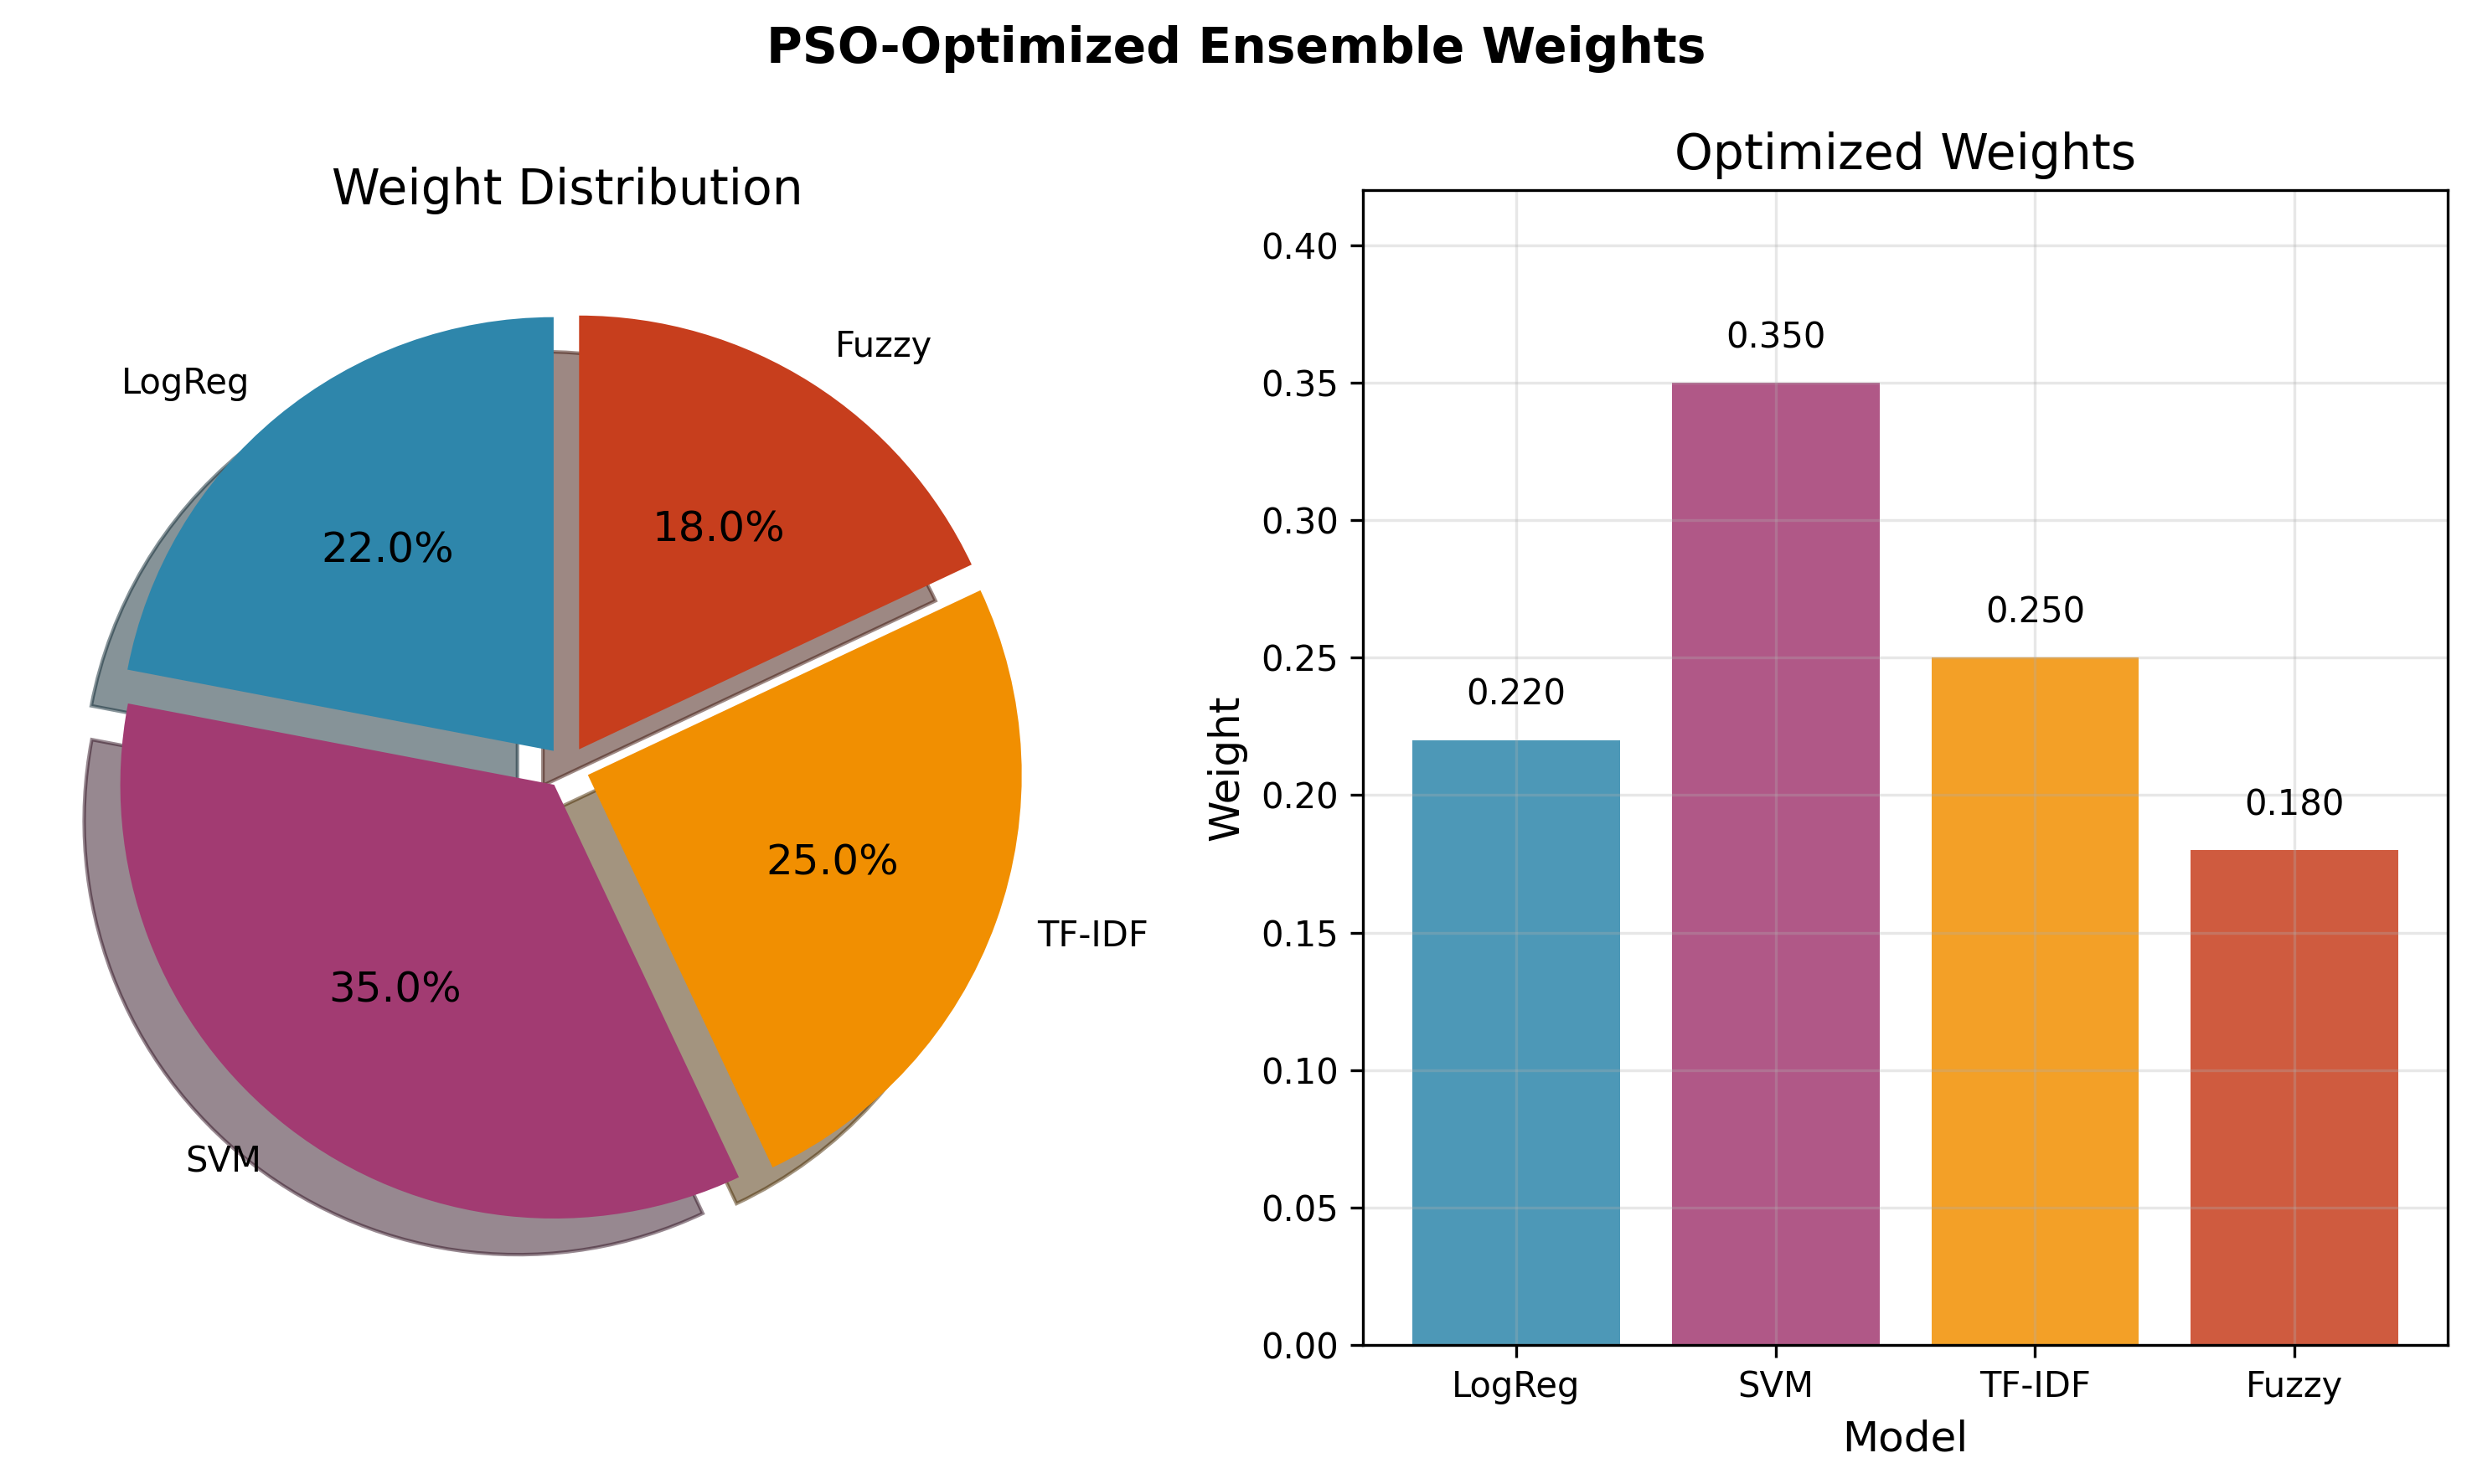 PSO-Optimized Ensemble Weights
Weight Distribution
LogReg
Fuzzy
22.0%
18.0%
25.0%
TF-IDF
35.0%
SVM
Optimized Weights
0.40
0.35
0.30
0.25
0.20
0.15
0.10
0.05
0.00
Weight
0.220
0.350
0.250
0.180
LogReg
SVM
TF-IDF
Fuzzy
Model